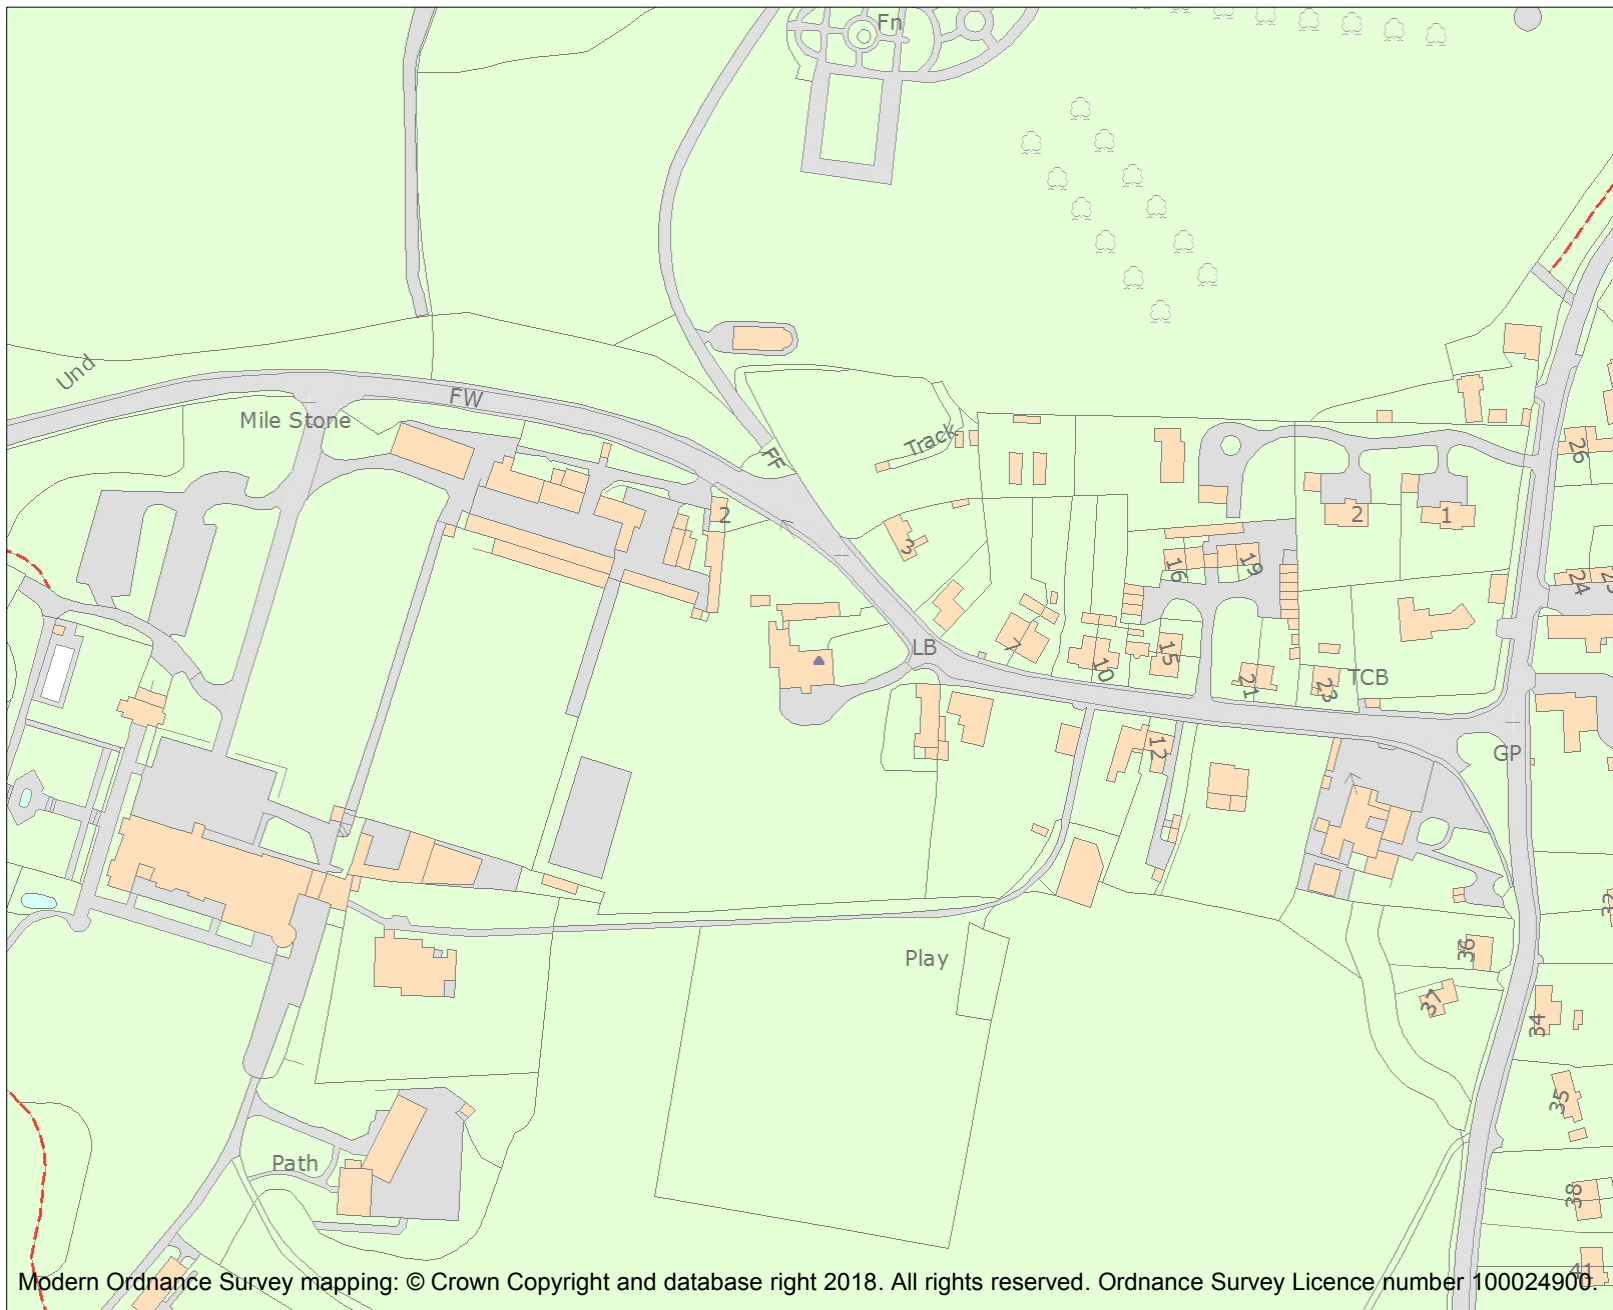 Fn
Und
FW
Mile Stone
FF
Track
26
2
2
1
3
16
19
24
LB
7
10
15
21
23
TCB
12
GP
32
Play
36
37
34
35
Path
38
41
Modern Ordnance Survey mapping: © Crown Copyright and database right 2018. All rights reserved. Ordnance Survey Licence number 100024900.